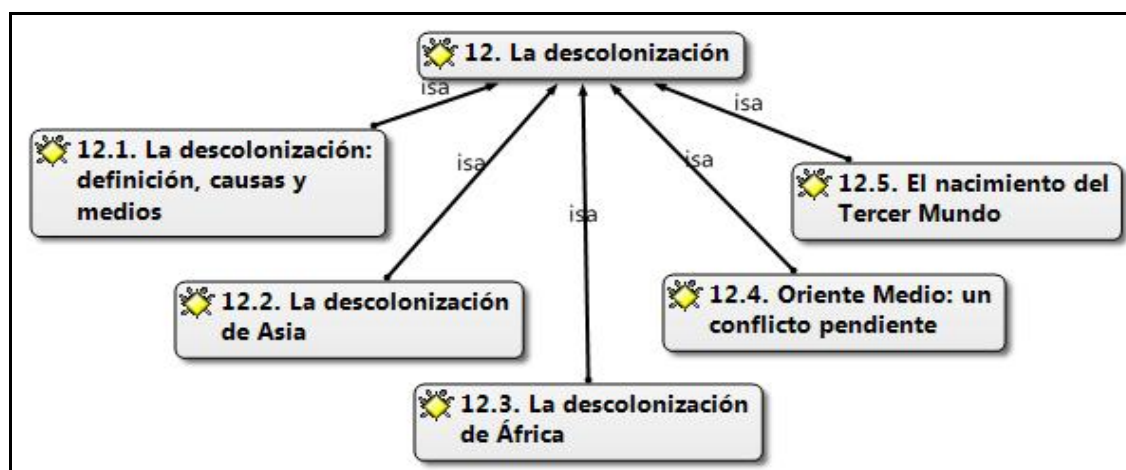 12. La descolonización
isa
12.1. La descolonización:
definición, causas y
medios
isa
isa
isa
isa
12.5. El nacimiento del
Tercer Mundo
12.2. La descolonización
de Asia
12.4. Oriente Medio: un
conflicto pendiente
12.3. La descolonización
de África